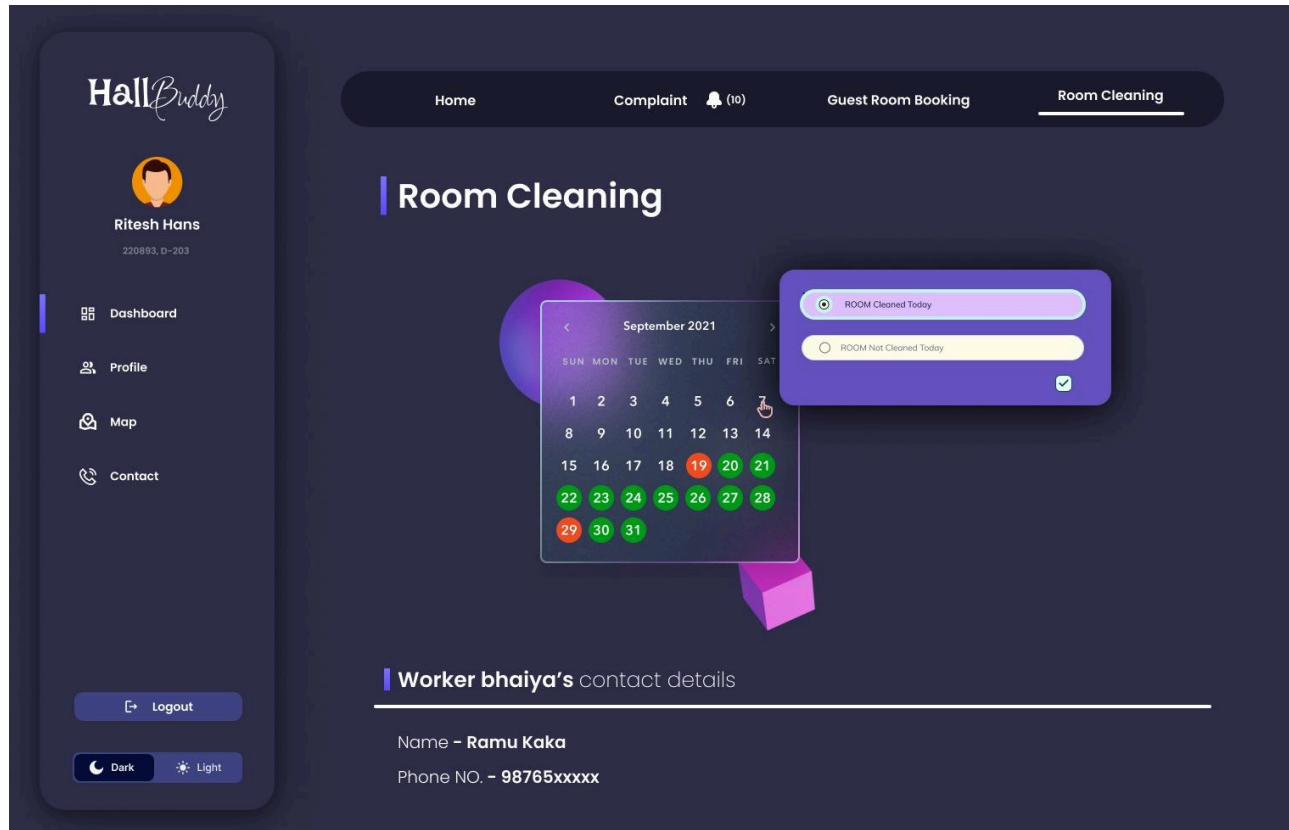 HallBuddy
Ritesh Hans
220893, D-203
Dashboard
Profile
Map
Contact
Logout
Dark Light
Home Complaint (10) Guest Room Booking Room Cleaning
Room Cleaning
September 2021
SUN MON TUE WED THU FRI SAT
1 2 3 4 5 6 7
8 9 10 11 12 13 14
15 16 17 18 19 20 21
22 23 24 25 26 27 28
29 30 31
ROOM Cleaned Today
ROOM Not Cleaned Today
Worker bhaiya's contact details
Name - Ramu Kaka
Phone NO. - 98765xxxxx